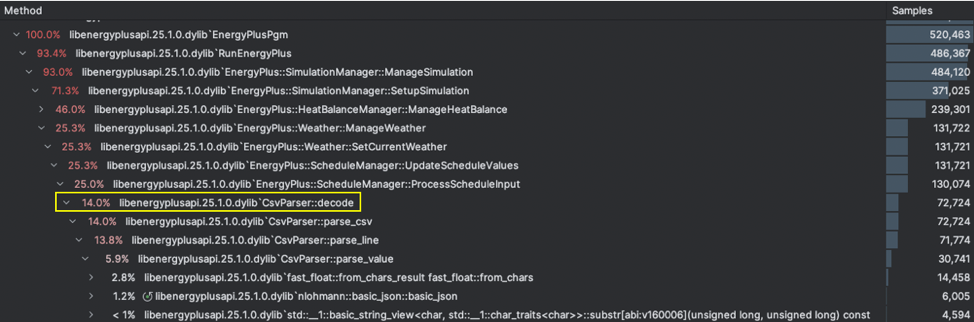 Method Samples
100.0% libenergyplusapi.25.1.0.dylib`EnergyPlusPgm 520,463
93.4% libenergyplusapi.25.1.0.dylib`RunEnergyPlus 486,367
93.0% libenergyplusapi.25.1.0.dylib`EnergyPlus::SimulationManager::ManageSimulation 484,120
71.3% libenergyplusapi.25.1.0.dylib`EnergyPlus::SimulationManager::SetupSimulation 371,025
46.0% libenergyplusapi.25.1.0.dylib`EnergyPlus::HeatBalanceManager::ManageHeatBalance 239,301
25.3% libenergyplusapi.25.1.0.dylib`EnergyPlus::Weather::ManageWeather 131,722
25.3% libenergyplusapi.25.1.0.dylib`EnergyPlus::Weather::SetCurrentWeather 131,721
25.3% libenergyplusapi.25.1.0.dylib`EnergyPlus::ScheduleManager::UpdateScheduleValues 131,721
25.0% libenergyplusapi.25.1.0.dylib`EnergyPlus::ScheduleManager::ProcessScheduleInput 130,074
14.0% libenergyplusapi.25.1.0.dylib`CsvParser::decode 72,724
14.0% libenergyplusapi.25.1.0.dylib`CsvParser::parse_csv 72,724
13.8% libenergyplusapi.25.1.0.dylib`CsvParser::parse_line 71,774
5.9% libenergyplusapi.25.1.0.dylib`CsvParser::parse_value 30,741
2.8% libenergyplusapi.25.1.0.dylib`fast_float::from_chars_result fast_float::from_chars 14,458
1.2% libenergyplusapi.25.1.0.dylib`nlohmann::basic_json::basic_json 6,005
< 1% libenergyplusapi.25.1.0.dylib`std::__1::basic_string_view<char, std::__1::char_traits<char>>::substr[abi:v160006](unsigned long, unsigned long) const 4,594